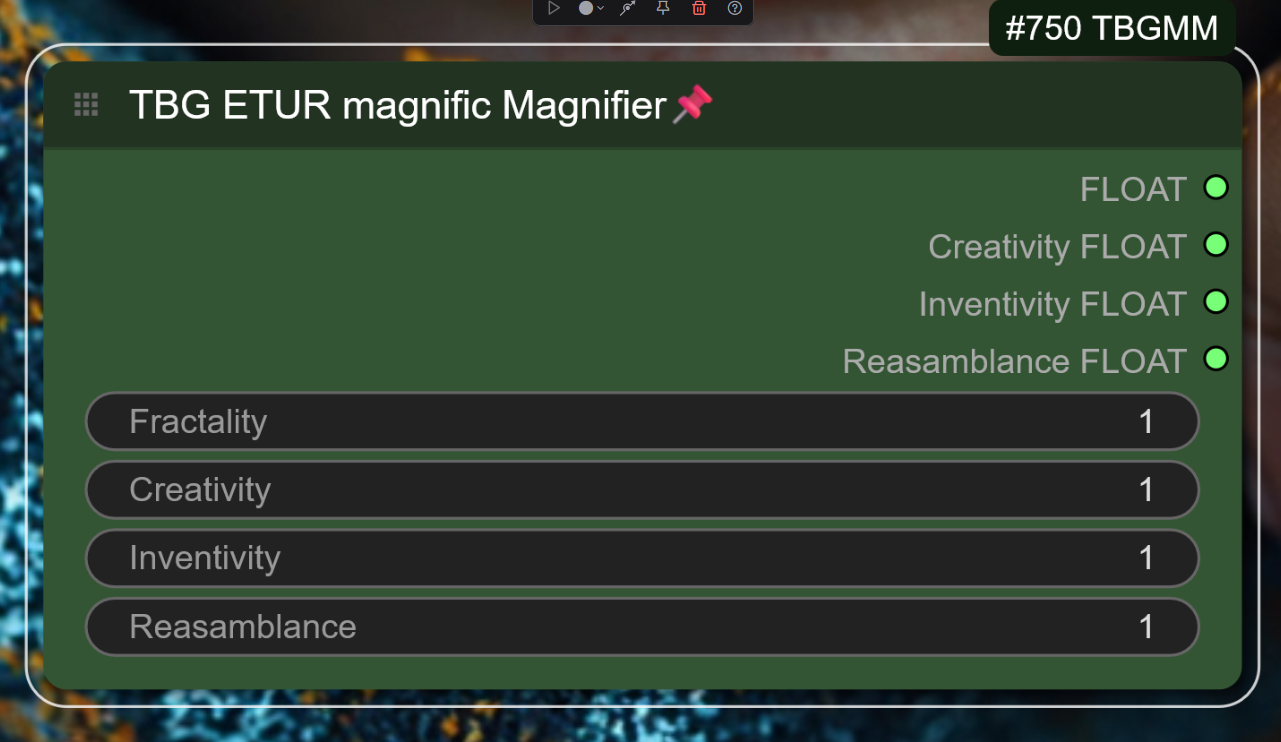 #750 TBGMM
TBG ETUR magnific Magnifier
FLOAT
Creativity FLOAT
Inventivity FLOAT
Reasamblance FLOAT
Fractality 1
Creativity 1
Inventivity 1
Reasamblance 1